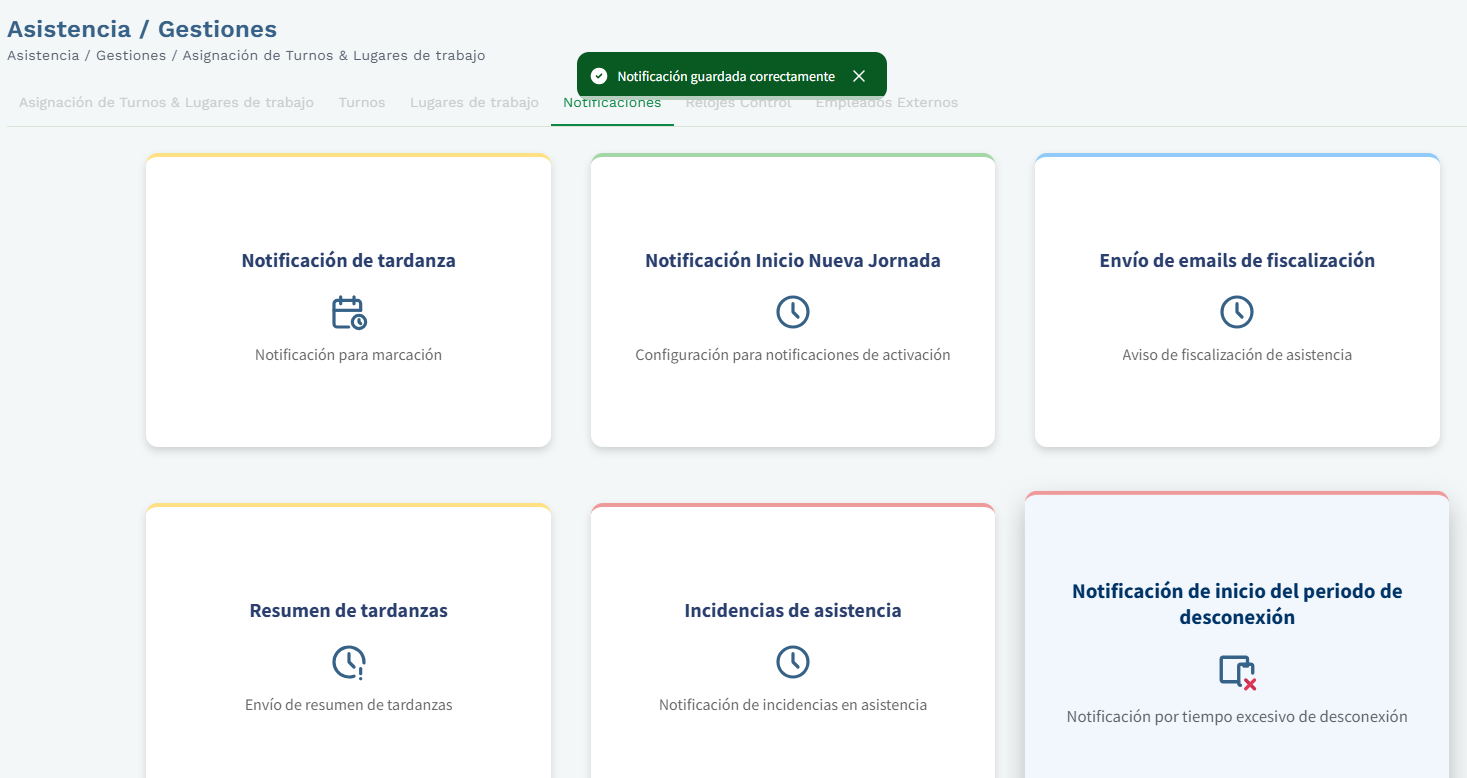 Asistencia / Gestiones
Asistencia / Gestiones / Asignación de Turnos & Lugares de trabajo
Notificación guardada correctamente
Asignación de Turnos & Lugares de trabajo
Turnos
Lugares de trabajo
Notificaciones
Relojes Control
Empleados Externos
Notificación de tardanza
Notificación para marcación
Notificación Inicio Nueva Jornada
Configuración para notificaciones de activación
Envío de emails de fiscalización
Aviso de fiscalización de asistencia
Resumen de tardanzas
Envío de resumen de tardanzas
Incidencias de asistencia
Notificación de incidencias en asistencia
Notificación de inicio del periodo de
desconexión
Notificación por tiempo excesivo de desconexión